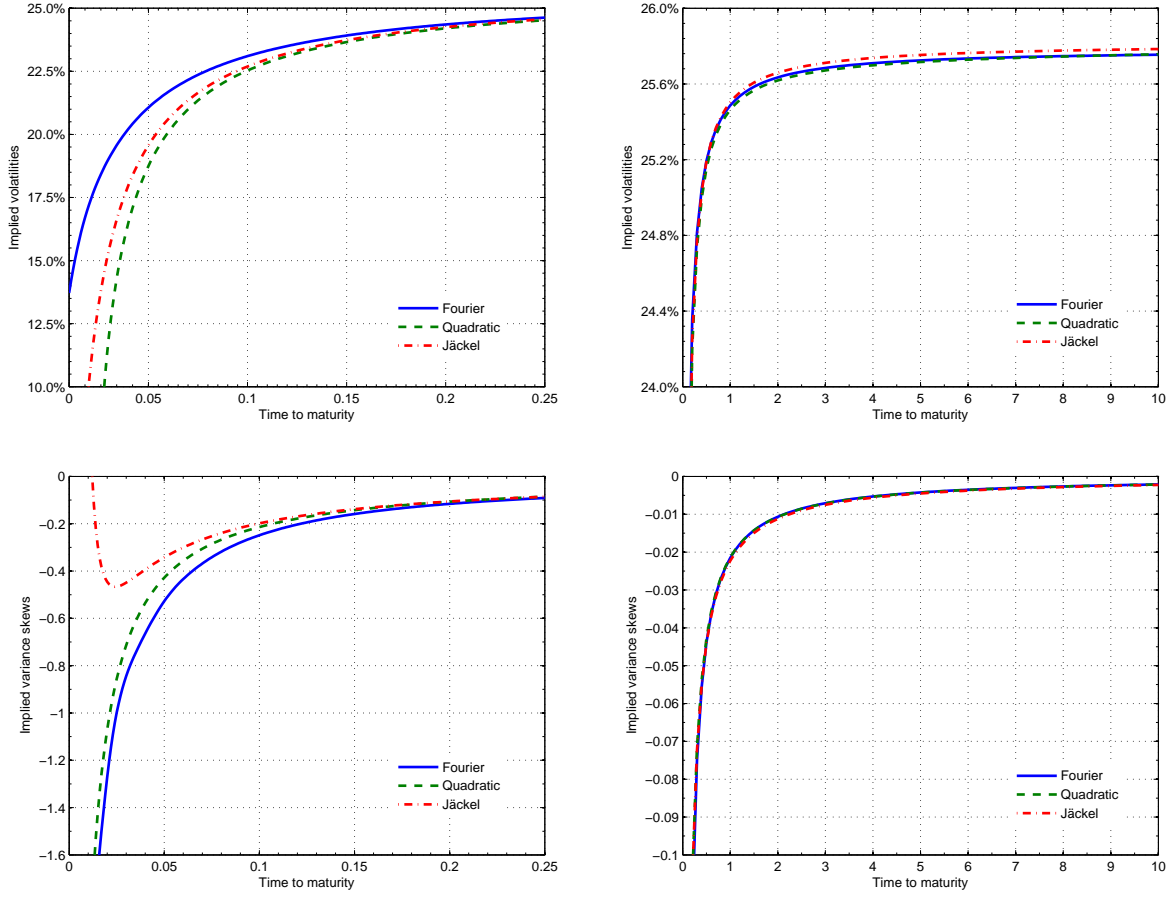 25.0%
22.5%
20.0%
17.5%
15.0%
12.5%
10.0%
Implied volatilities
Fourier
Quadratic
Jäckel
0 0.05 0.1 0.15 0.2 0.25
Time to maturity
26.0%
25.6%
25.2%
24.8%
24.4%
24.0%
Implied volatilities
Fourier
Quadratic
Jäckel
0 1 2 3 4 5 6 7 8 9 10
Time to maturity
0
−0.2
−0.4
−0.6
−0.8
−1
−1.2
−1.4
−1.6
Implied variance skews
Fourier
Quadratic
Jäckel
0 0.05 0.1 0.15 0.2 0.25
Time to maturity
0
−0.01
−0.02
−0.03
−0.04
−0.05
−0.06
−0.07
−0.08
−0.09
−0.1
Implied variance skews
Fourier
Quadratic
Jäckel
0 1 2 3 4 5 6 7 8 9 10
Time to maturity